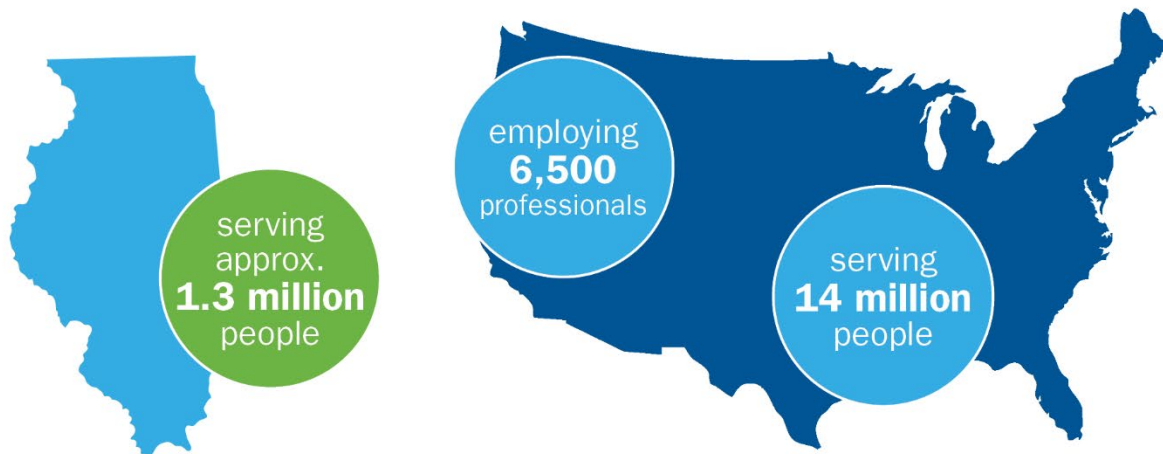 serving
approx.
1.3 million
people
employing
6,500
professionals
serving
14 million
people